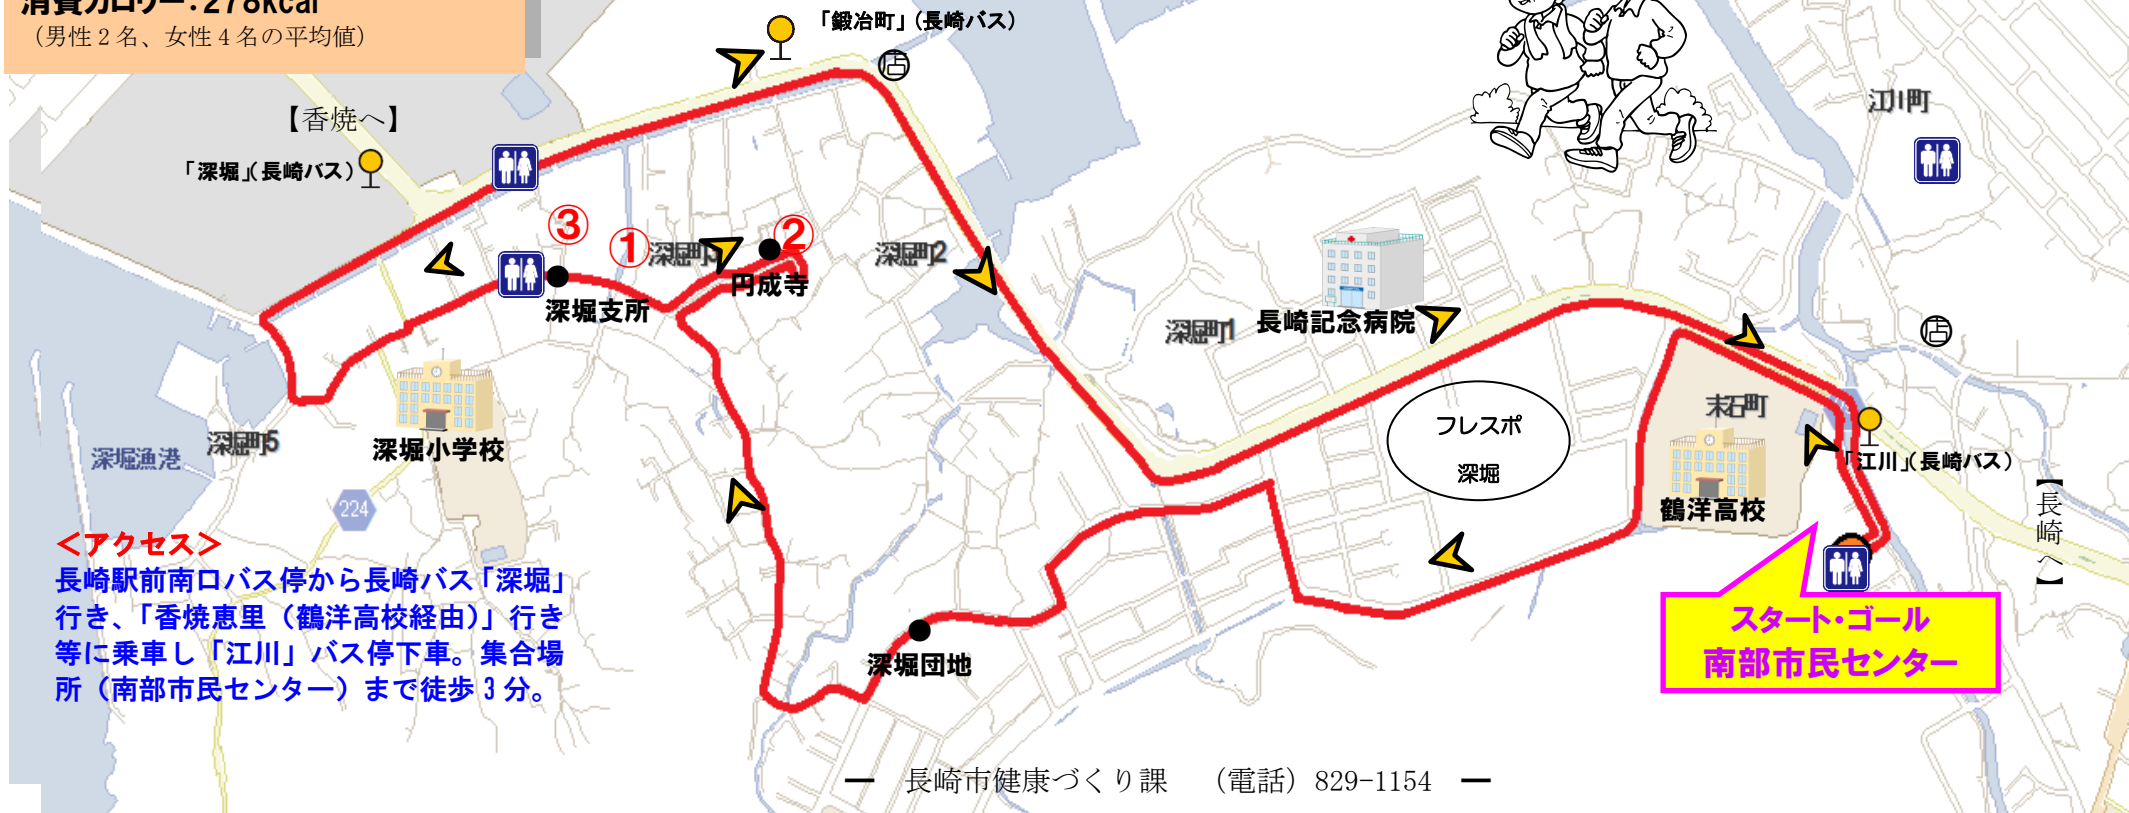 消費カロリー：278kcal
（男性２名、女性４名の平均値）
「鍛冶町」（長崎バス）
店
【香焼へ】
「深堀」（長崎バス）
江川町
③
①
深堀町3
②
深堀町2
円成寺
深堀支所
深堀町1
長崎記念病院
店
フレスポ
深堀
末石町
深堀町5
深堀漁港
深堀小学校
「江川」（長崎バス）
224
鶴洋高校
【長崎へ】
＜アクセス＞
長崎駅前南口バス停から長崎バス「深堀」
行き、「香焼恵里（鶴洋高校経由）」行き
等に乗車し「江川」バス停下車。集合場
所（南部市民センター）まで徒歩３分。
スタート・ゴール
南部市民センター
深堀団地
― 長崎市健康づくり課 （電話）829-1154 ―